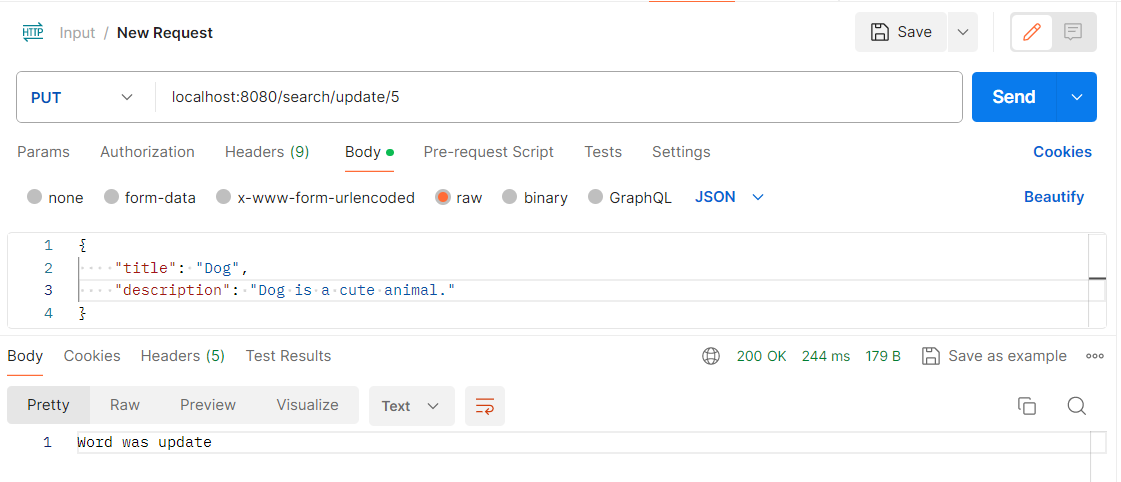 HTTP Input / New Request Save
PUT localhost:8080/search/update/5 Send
Params Authorization Headers (9) Body Pre-request Script Tests Settings Cookies
none form-data x-www-form-urlencoded raw binary GraphQL JSON Beautify
1 {
2 "title": "Dog",
3 "description": "Dog is a cute animal."
4 }
Body Cookies Headers (5) Test Results 200 OK 244 ms 179 B Save as example
Pretty Raw Preview Visualize Text
1 Word was update